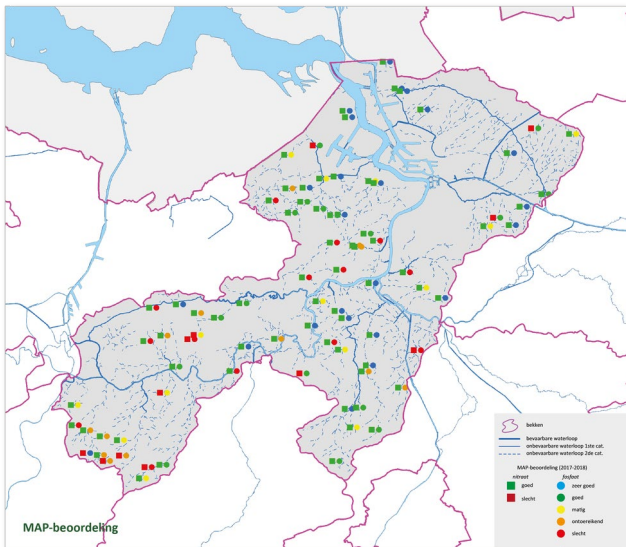 bekken
bevaarbare waterloop
onbevaarbare waterloop 1ste cat.
onbevaarbare waterloop 2de cat.
MAP-beoordeling (2017-2018)
nitraat fosfaat
goed zeer goed
slecht goed
matig
ontoereikend
slecht
MAP-beoordeling